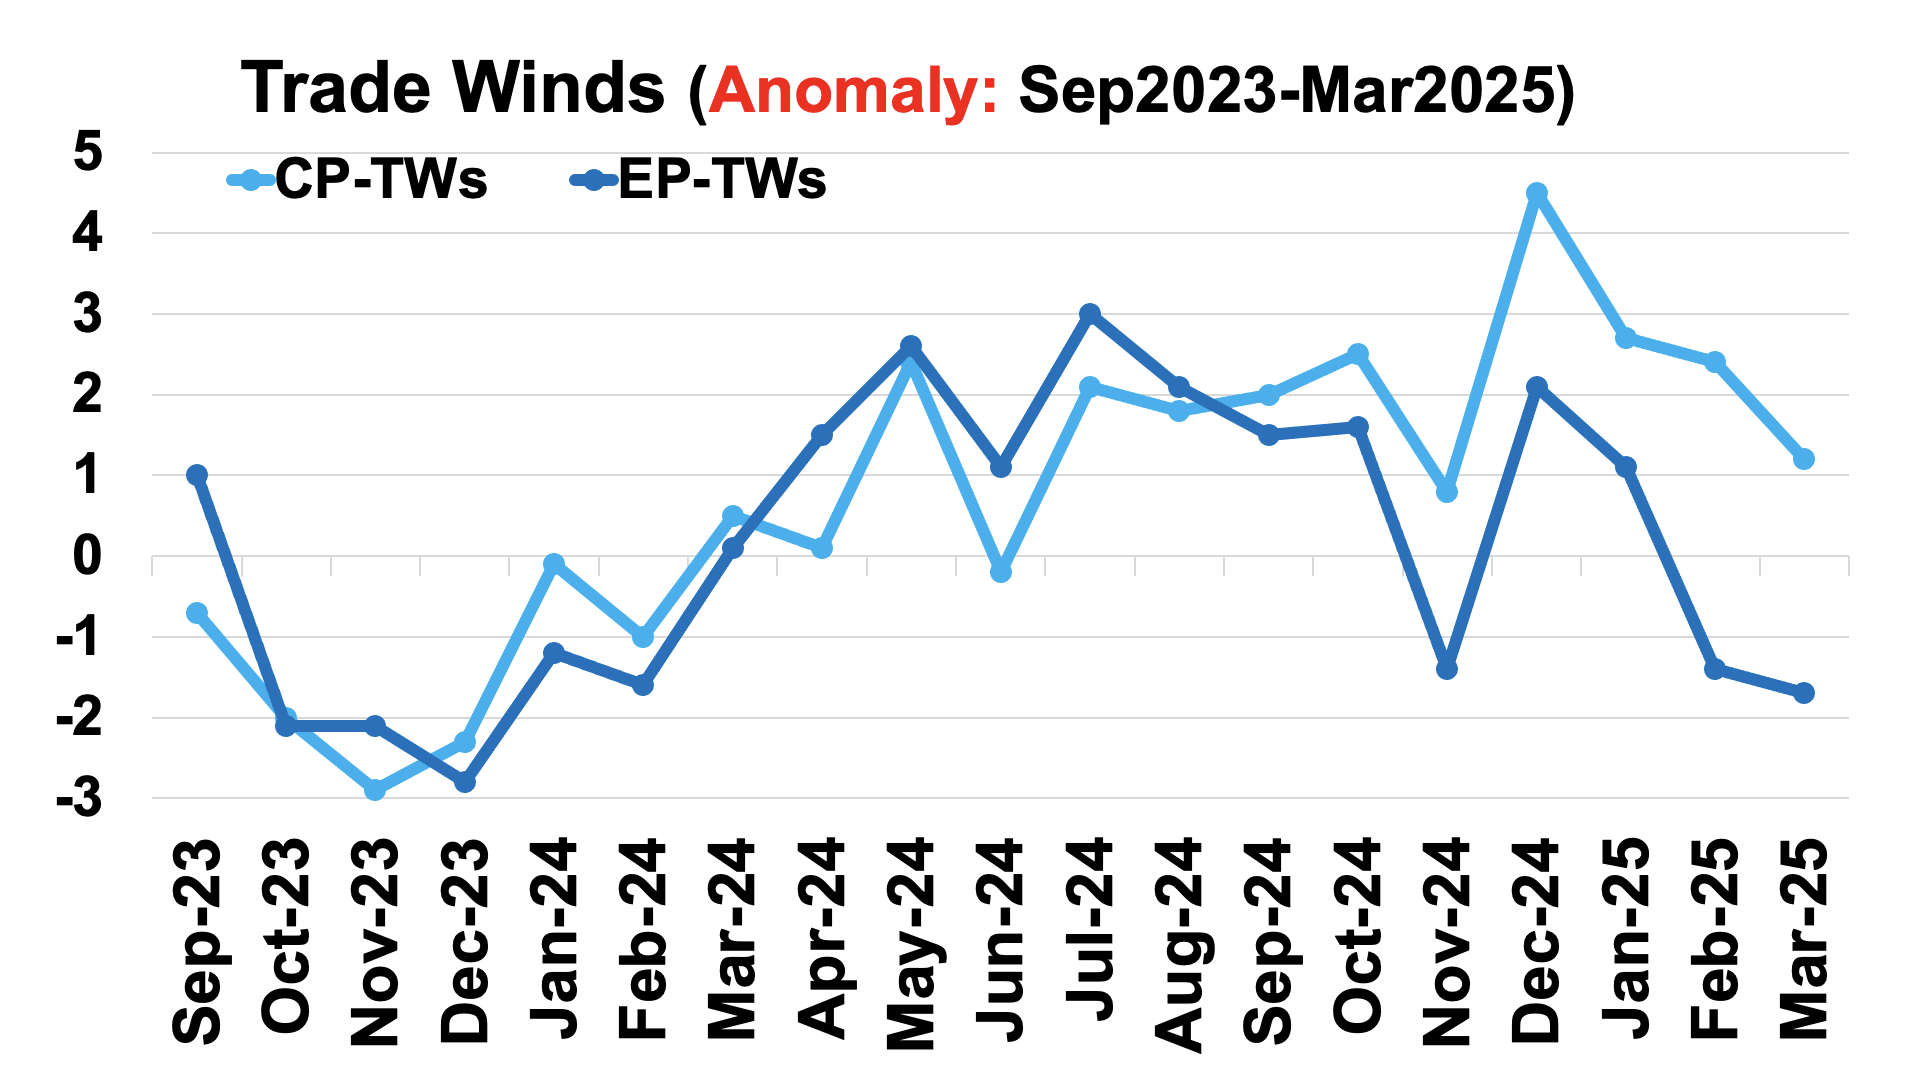 Trade Winds (Anomaly: Sep2023-Mar2025)
CP-TWs EP-TWs
5
4
3
2
1
0
-1
-2
-3
Sep-23
Oct-23
Nov-23
Dec-23
Jan-24
Feb-24
Mar-24
Apr-24
May-24
Jun-24
Jul-24
Aug-24
Sep-24
Oct-24
Nov-24
Dec-24
Jan-25
Feb-25
Mar-25